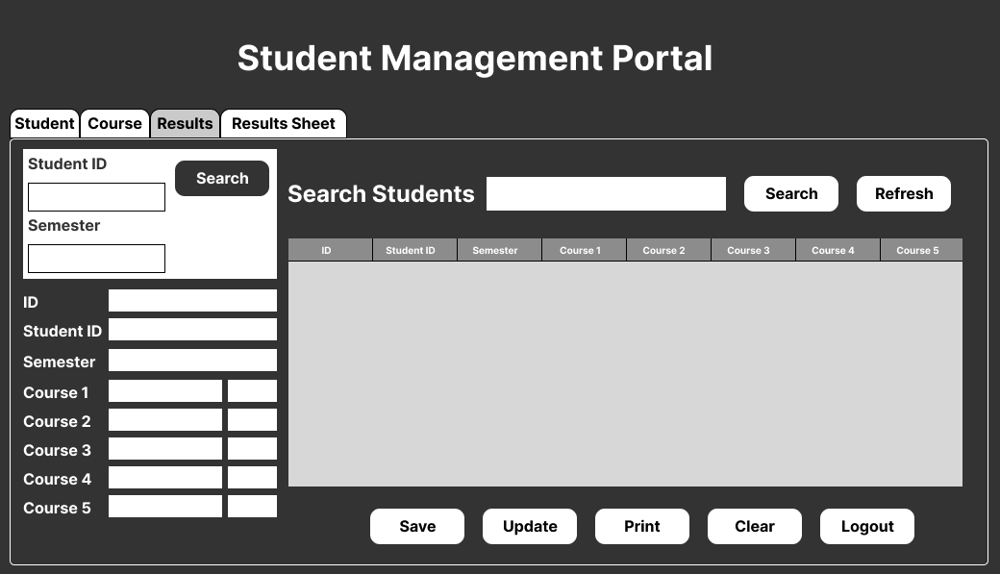 Student Management Portal
Student Course Results Results Sheet
Student ID
Search
Semester
Search Students
Search
Refresh
ID Student ID Semester Course 1 Course 2 Course 3 Course 4 Course 5
ID
Student ID
Semester
Course 1
Course 2
Course 3
Course 4
Course 5
Save
Update
Print
Clear
Logout